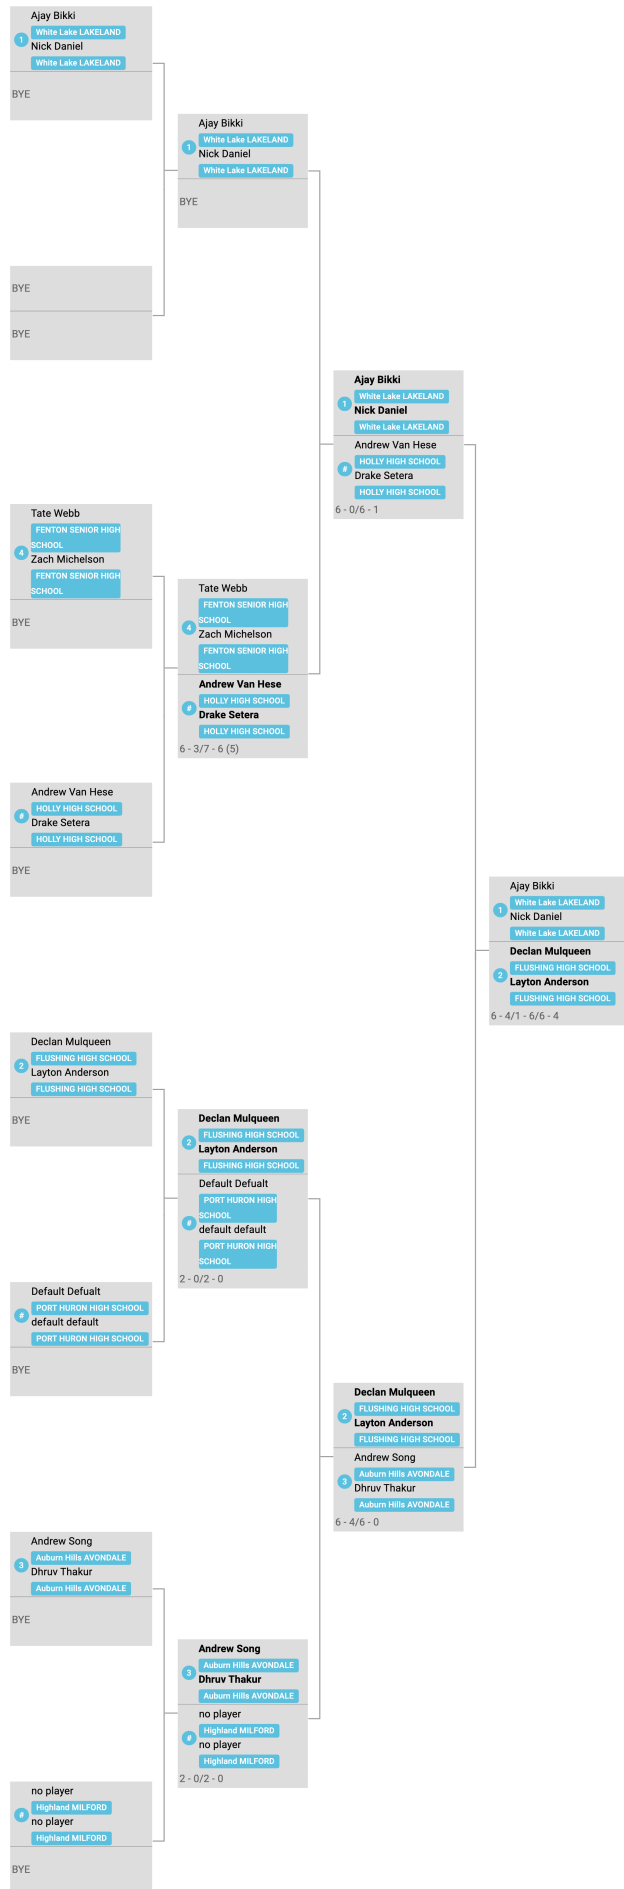 Ajay Bikki
1
White Lake LAKELAND
Nick Daniel
White Lake LAKELAND
BYE
Ajay Bikki
1
White Lake LAKELAND
Nick Daniel
White Lake LAKELAND
BYE
BYE
BYE
Ajay Bikki
1
White Lake LAKELAND
Nick Daniel
White Lake LAKELAND
Andrew Van Hese
#
HOLLY HIGH SCHOOL
Drake Setera
HOLLY HIGH SCHOOL
6 - 0/6 - 1
Tate Webb
4
FENTON SENIOR HIGH
SCHOOL
Zach Michelson
FENTON SENIOR HIGH
SCHOOL
BYE
Tate Webb
4
FENTON SENIOR HIGH
SCHOOL
Zach Michelson
FENTON SENIOR HIGH
SCHOOL
Andrew Van Hese
#
HOLLY HIGH SCHOOL
Drake Setera
HOLLY HIGH SCHOOL
6 - 3/7 - 6 (5)
Andrew Van Hese
#
HOLLY HIGH SCHOOL
Drake Setera
HOLLY HIGH SCHOOL
BYE
Ajay Bikki
1
White Lake LAKELAND
Nick Daniel
White Lake LAKELAND
Declan Mulqueen
2
FLUSHING HIGH SCHOOL
Layton Anderson
FLUSHING HIGH SCHOOL
6 - 4/1 - 6/6 - 4
Declan Mulqueen
2
FLUSHING HIGH SCHOOL
Layton Anderson
FLUSHING HIGH SCHOOL
BYE
Declan Mulqueen
2
FLUSHING HIGH SCHOOL
Layton Anderson
FLUSHING HIGH SCHOOL
Default Defualt
#
PORT HURON HIGH
SCHOOL
default default
PORT HURON HIGH
SCHOOL
2 - 0/2 - 0
Default Defualt
#
PORT HURON HIGH SCHOOL
default default
PORT HURON HIGH SCHOOL
BYE
Declan Mulqueen
2
FLUSHING HIGH SCHOOL
Layton Anderson
FLUSHING HIGH SCHOOL
Andrew Song
3
Auburn Hills AVONDALE
Dhruv Thakur
Auburn Hills AVONDALE
6 - 4/6 - 0
Andrew Song
3
Auburn Hills AVONDALE
Dhruv Thakur
Auburn Hills AVONDALE
BYE
Andrew Song
3
Auburn Hills AVONDALE
Dhruv Thakur
Auburn Hills AVONDALE
no player
#
Highland MILFORD
no player
Highland MILFORD
2 - 0/2 - 0
no player
#
Highland MILFORD
no player
Highland MILFORD
BYE